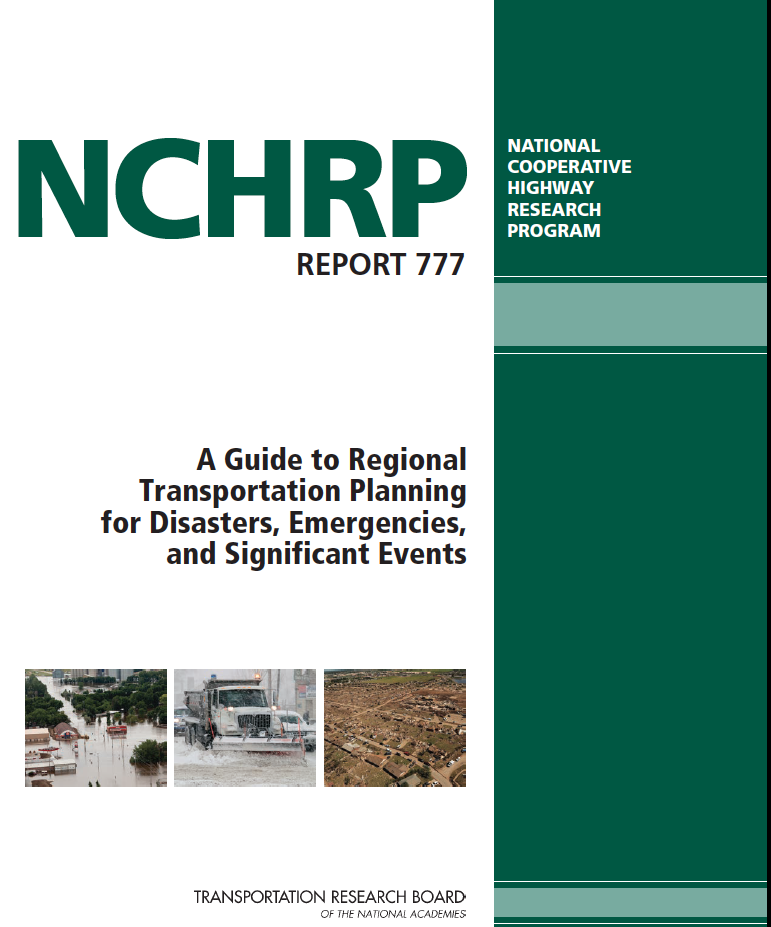 NCHRP
REPORT 777
NATIONAL
COOPERATIVE
HIGHWAY
RESEARCH
PROGRAM
A Guide to Regional
Transportation Planning
for Disasters, Emergencies,
and Significant Events
TRANSPORTATION RESEARCH BOARD
OF THE NATIONAL ACADEMIES